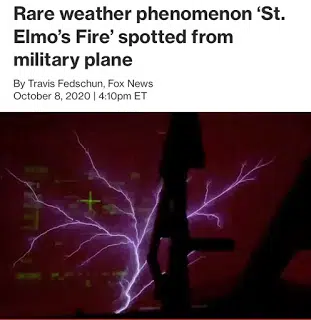 Rare weather phenomenon ‘St.
Elmo’s Fire’ spotted from
military plane
By Travis Fedschun, Fox News
October 8, 2020 | 4:10pm ET